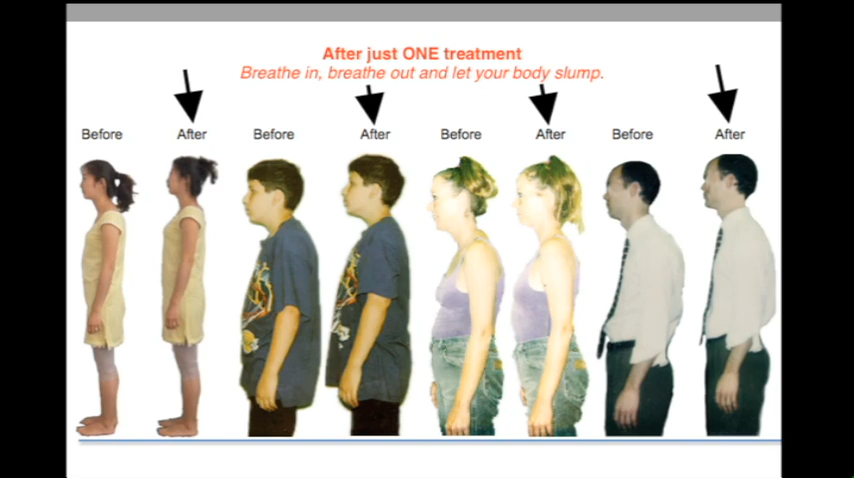 After just ONE treatment
Breathe in, breathe out and let your body slump.
Before After Before After Before After Before After